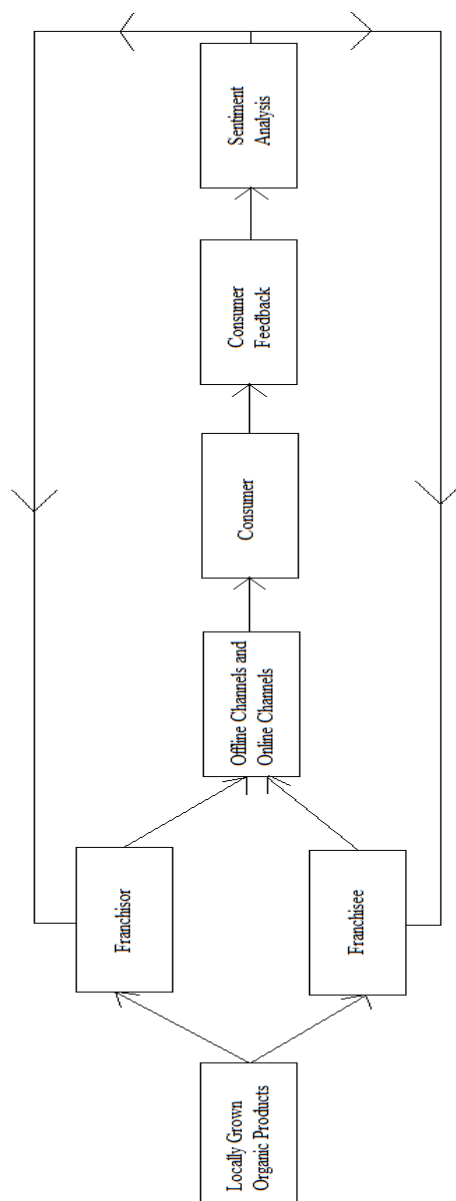 Locally Grown
Organic Products
Franchisor
Franchisee
Offline Channels and
Online Channels
Consumer
Consumer
Feedback
Sentiment
Analysis